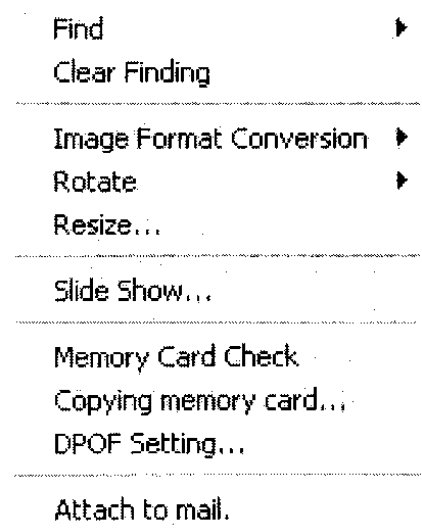 Find
Clear Finding
Image Format Conversion
Rotate
Resize...
Slide Show...
Memory Card Check
Copying memory card...
DPOF Setting...
Attach to mail.